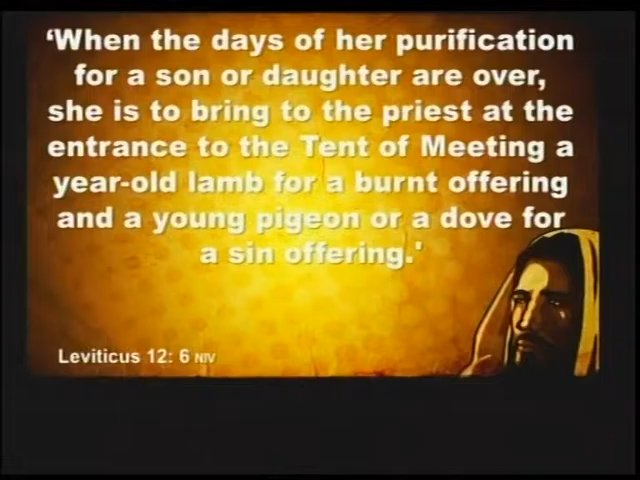 ‘When the days of her purification
for a son or daughter are over,
she is to bring to the priest at the
entrance to the Tent of Meeting a
year-old lamb for a burnt offering
and a young pigeon or a dove for
a sin offering.'
Leviticus 12: 6 NIV